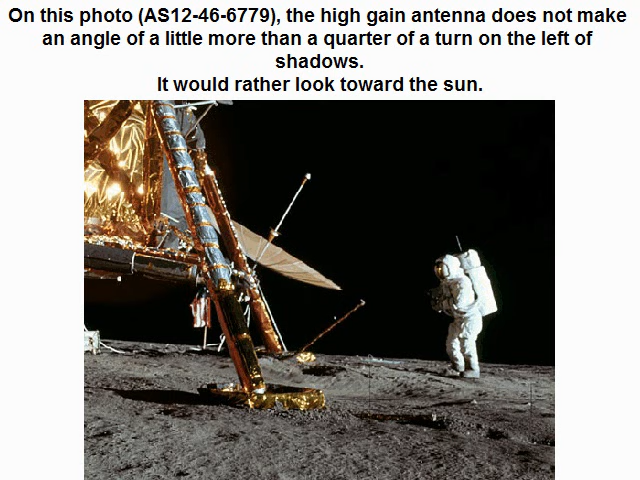 On this photo (AS12-46-6779), the high gain antenna does not make
an angle of a little more than a quarter of a turn on the left of
shadows.
It would rather look toward the sun.